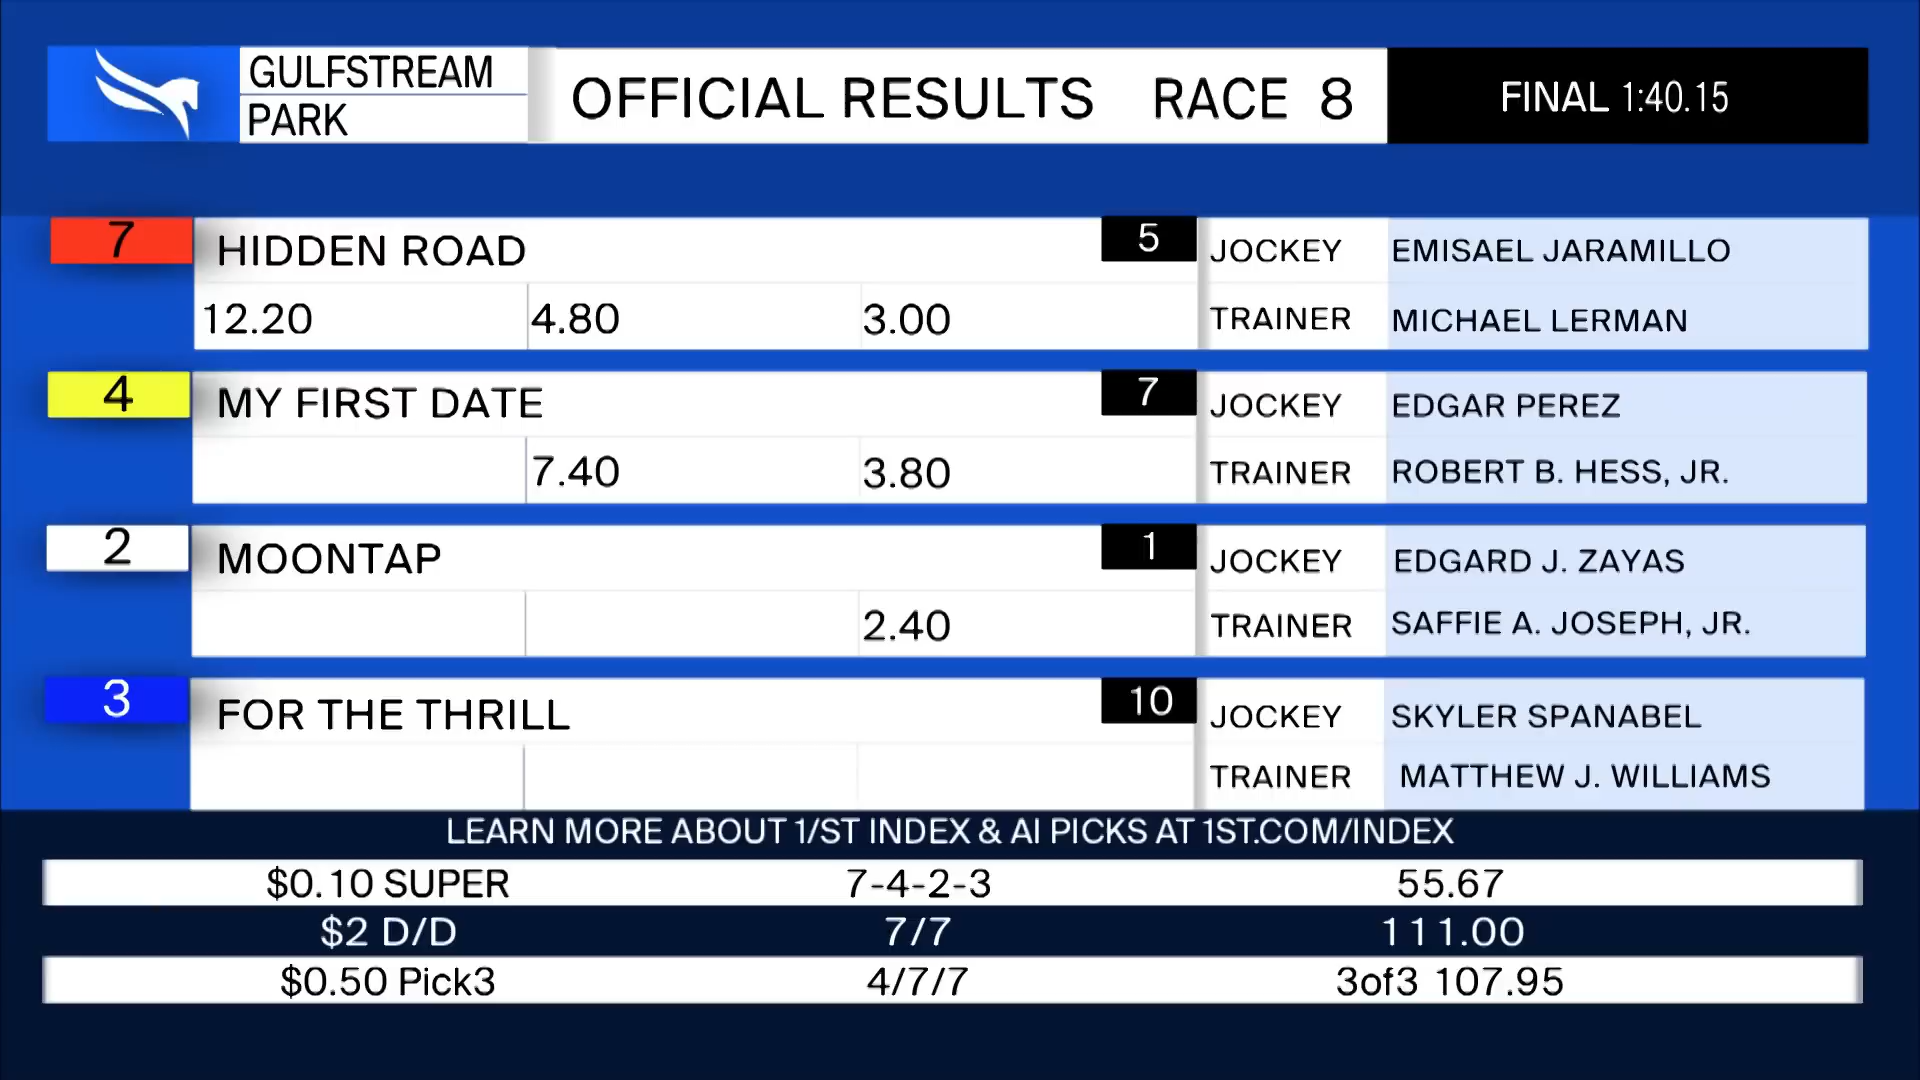 GULFSTREAM
PARK
OFFICIAL RESULTS RACE 8
FINAL 1:40.15
7 HIDDEN ROAD 5 JOCKEY EMISAEL JARAMILLO
12.20 4.80 3.00 TRAINER MICHAEL LERMAN
4 MY FIRST DATE 7 JOCKEY EDGAR PEREZ
7.40 3.80 TRAINER ROBERT B. HESS, JR.
2 MOONTAP 1 JOCKEY EDGARD J. ZAYAS
2.40 TRAINER SAFFIE A. JOSEPH, JR.
3 FOR THE THRILL 10 JOCKEY SKYLER SPANABEL
TRAINER MATTHEW J. WILLIAMS
LEARN MORE ABOUT 1/ST INDEX & AI PICKS AT 1ST.COM/INDEX
$0.10 SUPER 7-4-2-3 55.67
$2 D/D 7/7 111.00
$0.50 Pick3 4/7/7 3of3 107.95